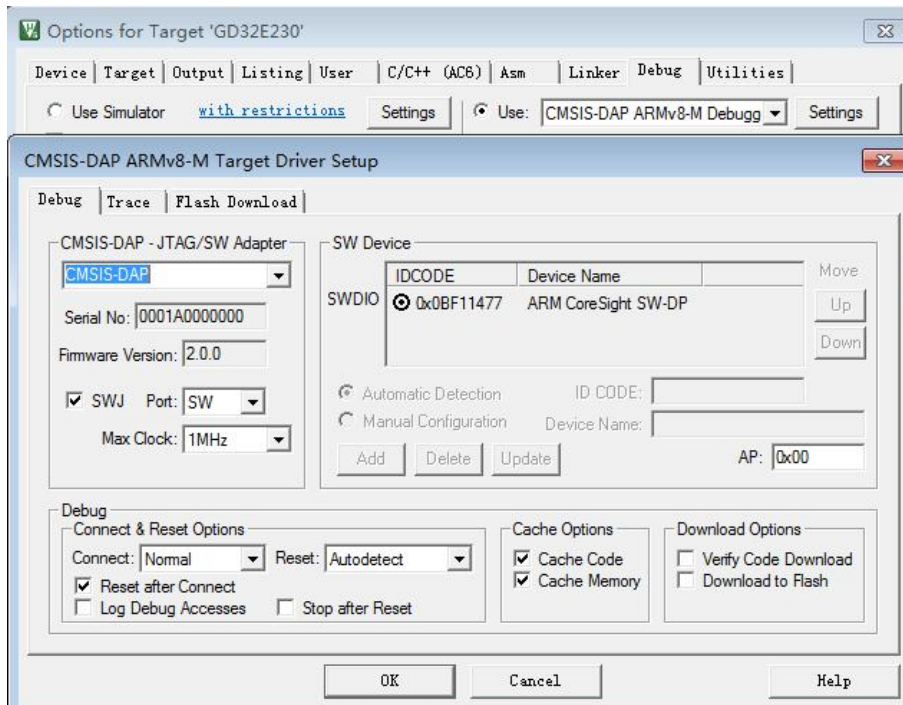 Options for Target 'GD32E230'
Device Target Output Listing User C/C++ (AC6) Asm Linker Debug Utilities
Use Simulator with restrictions Settings Use: CMSIS-DAP ARMv8-M Debugg Settings
CMSIS-DAP ARMv8-M Target Driver Setup
Debug Trace Flash Download
CMSIS-DAP - JTAG/SW Adapter
CMSIS-DAP
Serial No: 0001A0000000
Firmware Version: 2.0.0
SWJ Port: SW
Max Clock: 1MHz
SW Device
IDCODE Device Name Move
SWDIO 0x0BF11477 ARM CoreSight SW-DP Up
Down
Automatic Detection ID CODE:
Manual Configuration Device Name:
Add Delete Update AP: 0x00
Debug
Connect & Reset Options
Connect: Normal Reset: Autodetect
Reset after Connect
Log Debug Accesses Stop after Reset
Cache Options
Cache Code
Cache Memory
Download Options
Verify Code Download
Download to Flash
OK Cancel Help